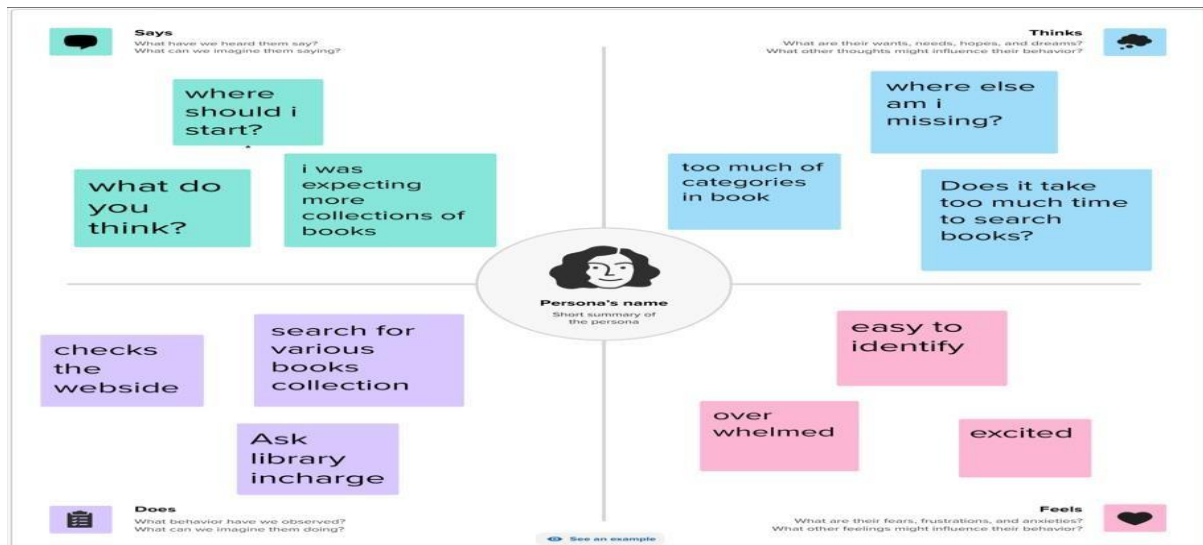 Says
What have we heard them say?
What can we imagine them saying?
where
should i
start?
what do
you
think?
i was
expecting
more
collections of
books
Thinks
What are their wants, needs, hopes, and dreams?
What other thoughts might influence their behavior?
where else
am i
missing?
too much of
categories
in book
Does it take
too much time
to search
books?
Persona's name
Short summary of
the persona
checks
the
webside
search for
various
books
collection
Ask
library
incharge
Does
What behavior have we observed?
What can we imagine them doing?
easy to
identify
over
whelmed
excited
Feels
What are their fears, frustrations, and anxieties?
What other feelings might influence their behavior?
See an example